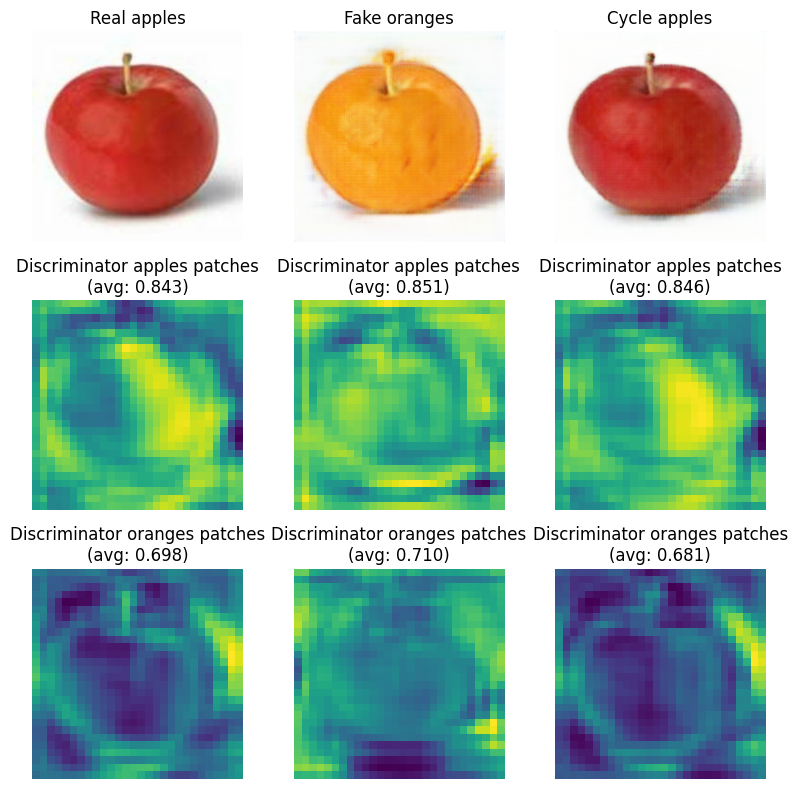 Real apples
Fake oranges
Cycle apples
Discriminator apples patches
(avg: 0.843)
Discriminator apples patches
(avg: 0.851)
Discriminator apples patches
(avg: 0.846)
Discriminator oranges patches
(avg: 0.698)
Discriminator oranges patches
(avg: 0.710)
Discriminator oranges patches
(avg: 0.681)